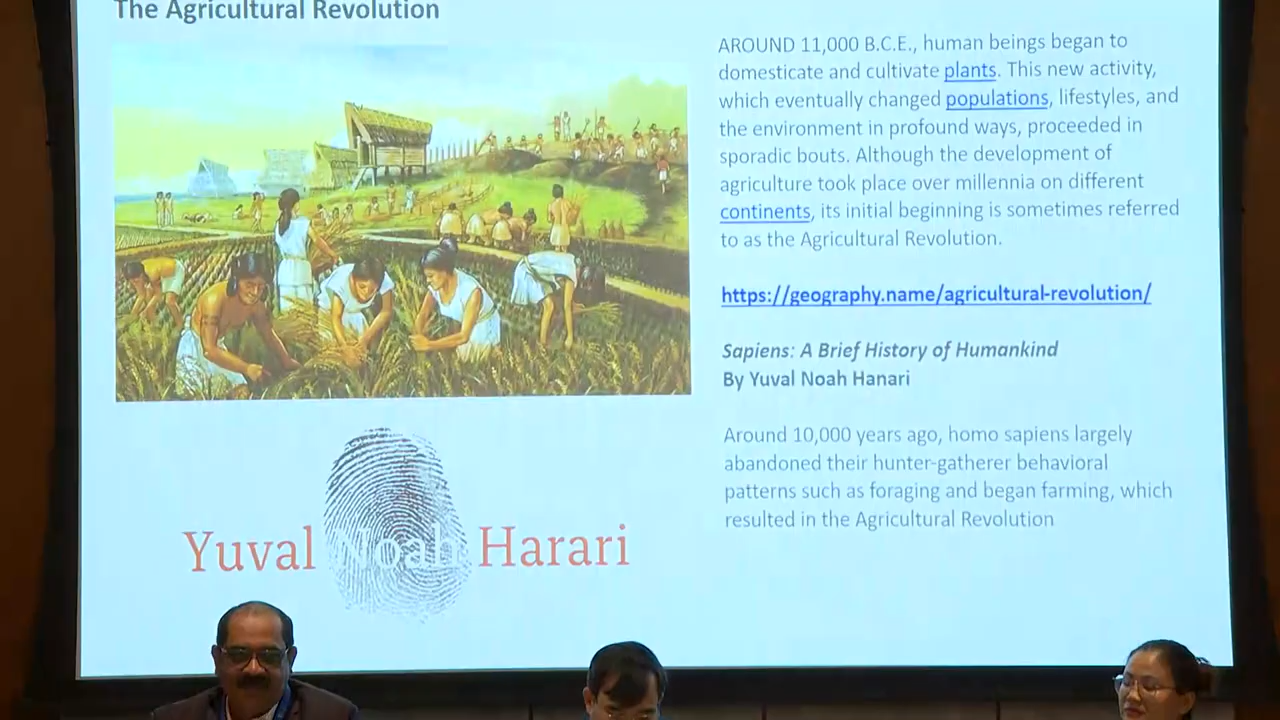 The Agricultural Revolution
AROUND 11,000 B.C.E., human beings began to
domesticate and cultivate plants. This new activity,
which eventually changed populations, lifestyles, and
the environment in profound ways, proceeded in
sporadic bouts. Although the development of
agriculture took place over millennia on different
continents, its initial beginning is sometimes referred
to as the Agricultural Revolution.
https://geography.name/agricultural-revolution/
Sapiens: A Brief History of Humankind
By Yuval Noah Hanari
Around 10,000 years ago, homo sapiens largely
abandoned their hunter-gatherer behavioral
patterns such as foraging and began farming, which
resulted in the Agricultural Revolution
Yuval Noah Harari